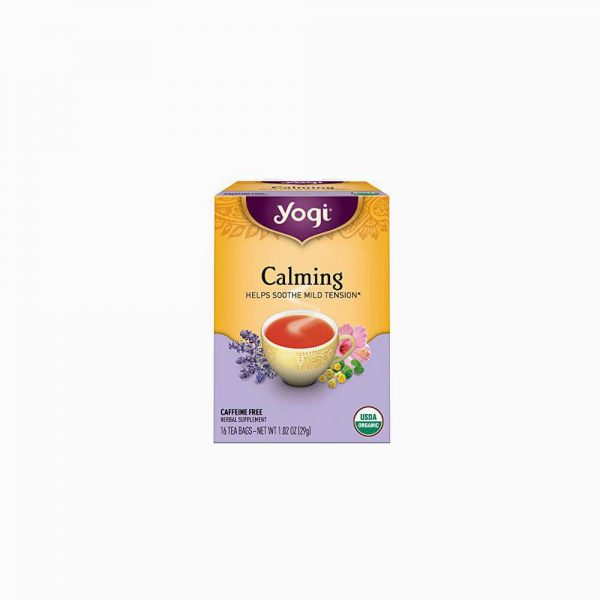 Calming
yogi®
Calming
HELPS SOOTHE MILD TENSION*
CAFFEINE FREE
HERBAL SUPPLEMENT
16 TEA BAGS - NET WT 1.02 OZ (29g)
USDA
ORGANIC